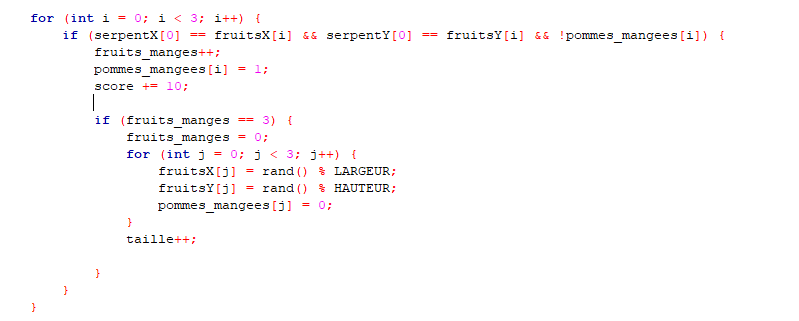 for (int i = 0; i < 3; i++) {
if (serpentX[0] == fruitsX[i] && serpentY[0] == fruitsY[i] && !pommes_mangees[i]) {
fruits_manges++;
pommes_mangees[i] = 1;
score += 10;
if (fruits_manges == 3) {
fruits_manges = 0;
for (int j = 0; j < 3; j++) {
fruitsX[j] = rand() % LARGEUR;
fruitsY[j] = rand() % HAUTEUR;
pommes_mangees[j] = 0;
}
taille++;
}
}
}